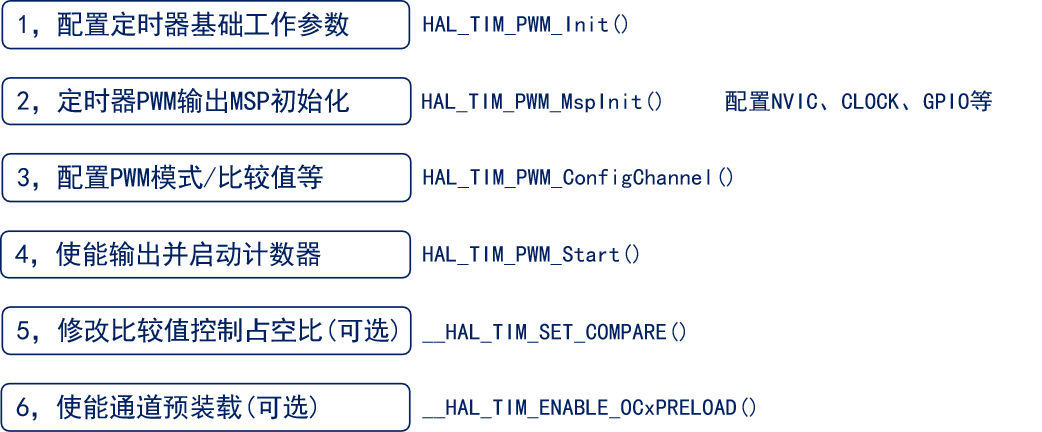 1，配置定时器基础工作参数 HAL_TIM_PWM_Init()
2，定时器PWM输出MSP初始化 HAL_TIM_PWM_MspInit() 配置NVIC、CLOCK、GPIO等
3，配置PWM模式/比较值等 HAL_TIM_PWM_ConfigChannel()
4，使能输出并启动计数器 HAL_TIM_PWM_Start()
5，修改比较值控制占空比(可选) __HAL_TIM_SET_COMPARE()
6，使能通道预装载(可选) __HAL_TIM_ENABLE_OCxPRELOAD()